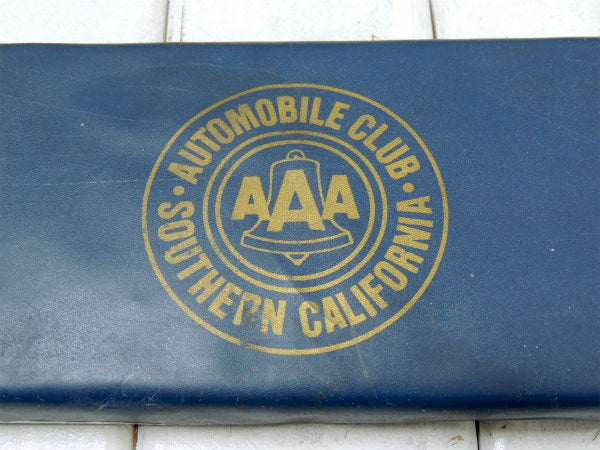 · AUTOMOBILE CLUB ·
SOUTHERN CALIFORNIA
AAA